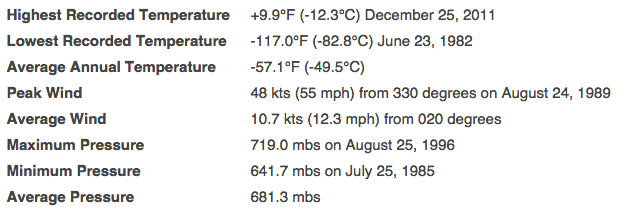 Highest Recorded Temperature +9.9°F (-12.3°C) December 25, 2011
Lowest Recorded Temperature -117.0°F (-82.8°C) June 23, 1982
Average Annual Temperature -57.1°F (-49.5°C)
Peak Wind 48 kts (55 mph) from 330 degrees on August 24, 1989
Average Wind 10.7 kts (12.3 mph) from 020 degrees
Maximum Pressure 719.0 mbs on August 25, 1996
Minimum Pressure 641.7 mbs on July 25, 1985
Average Pressure 681.3 mbs